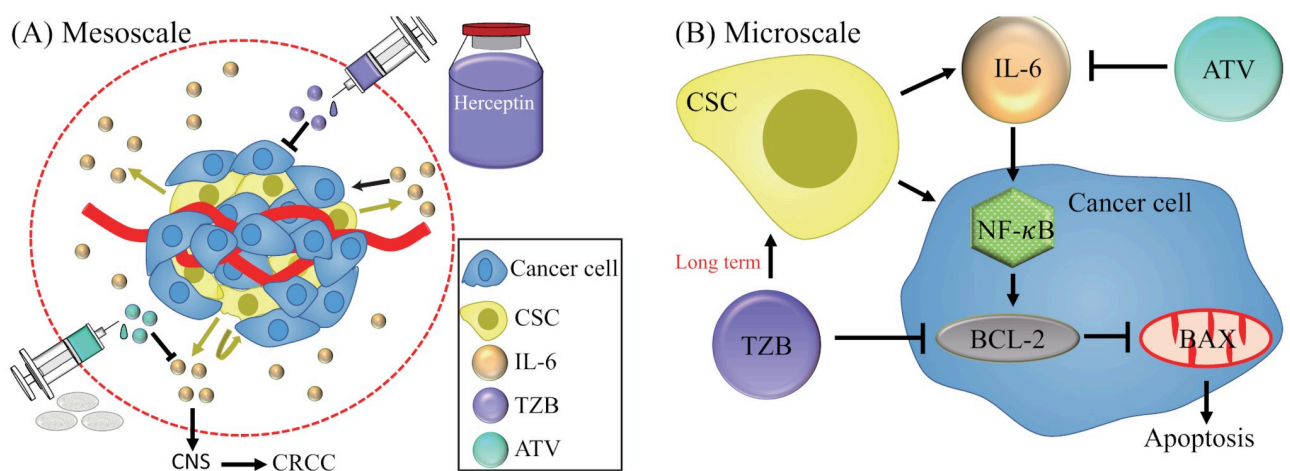 (A) Mesoscale
Herceptin
Cancer cell
CSC
IL-6
TZB
ATV
CNS
CRCC
(B) Microscale
CSC
IL-6
ATV
Cancer cell
NF-κB
Long term
TZB
BCL-2
BAX
Apoptosis